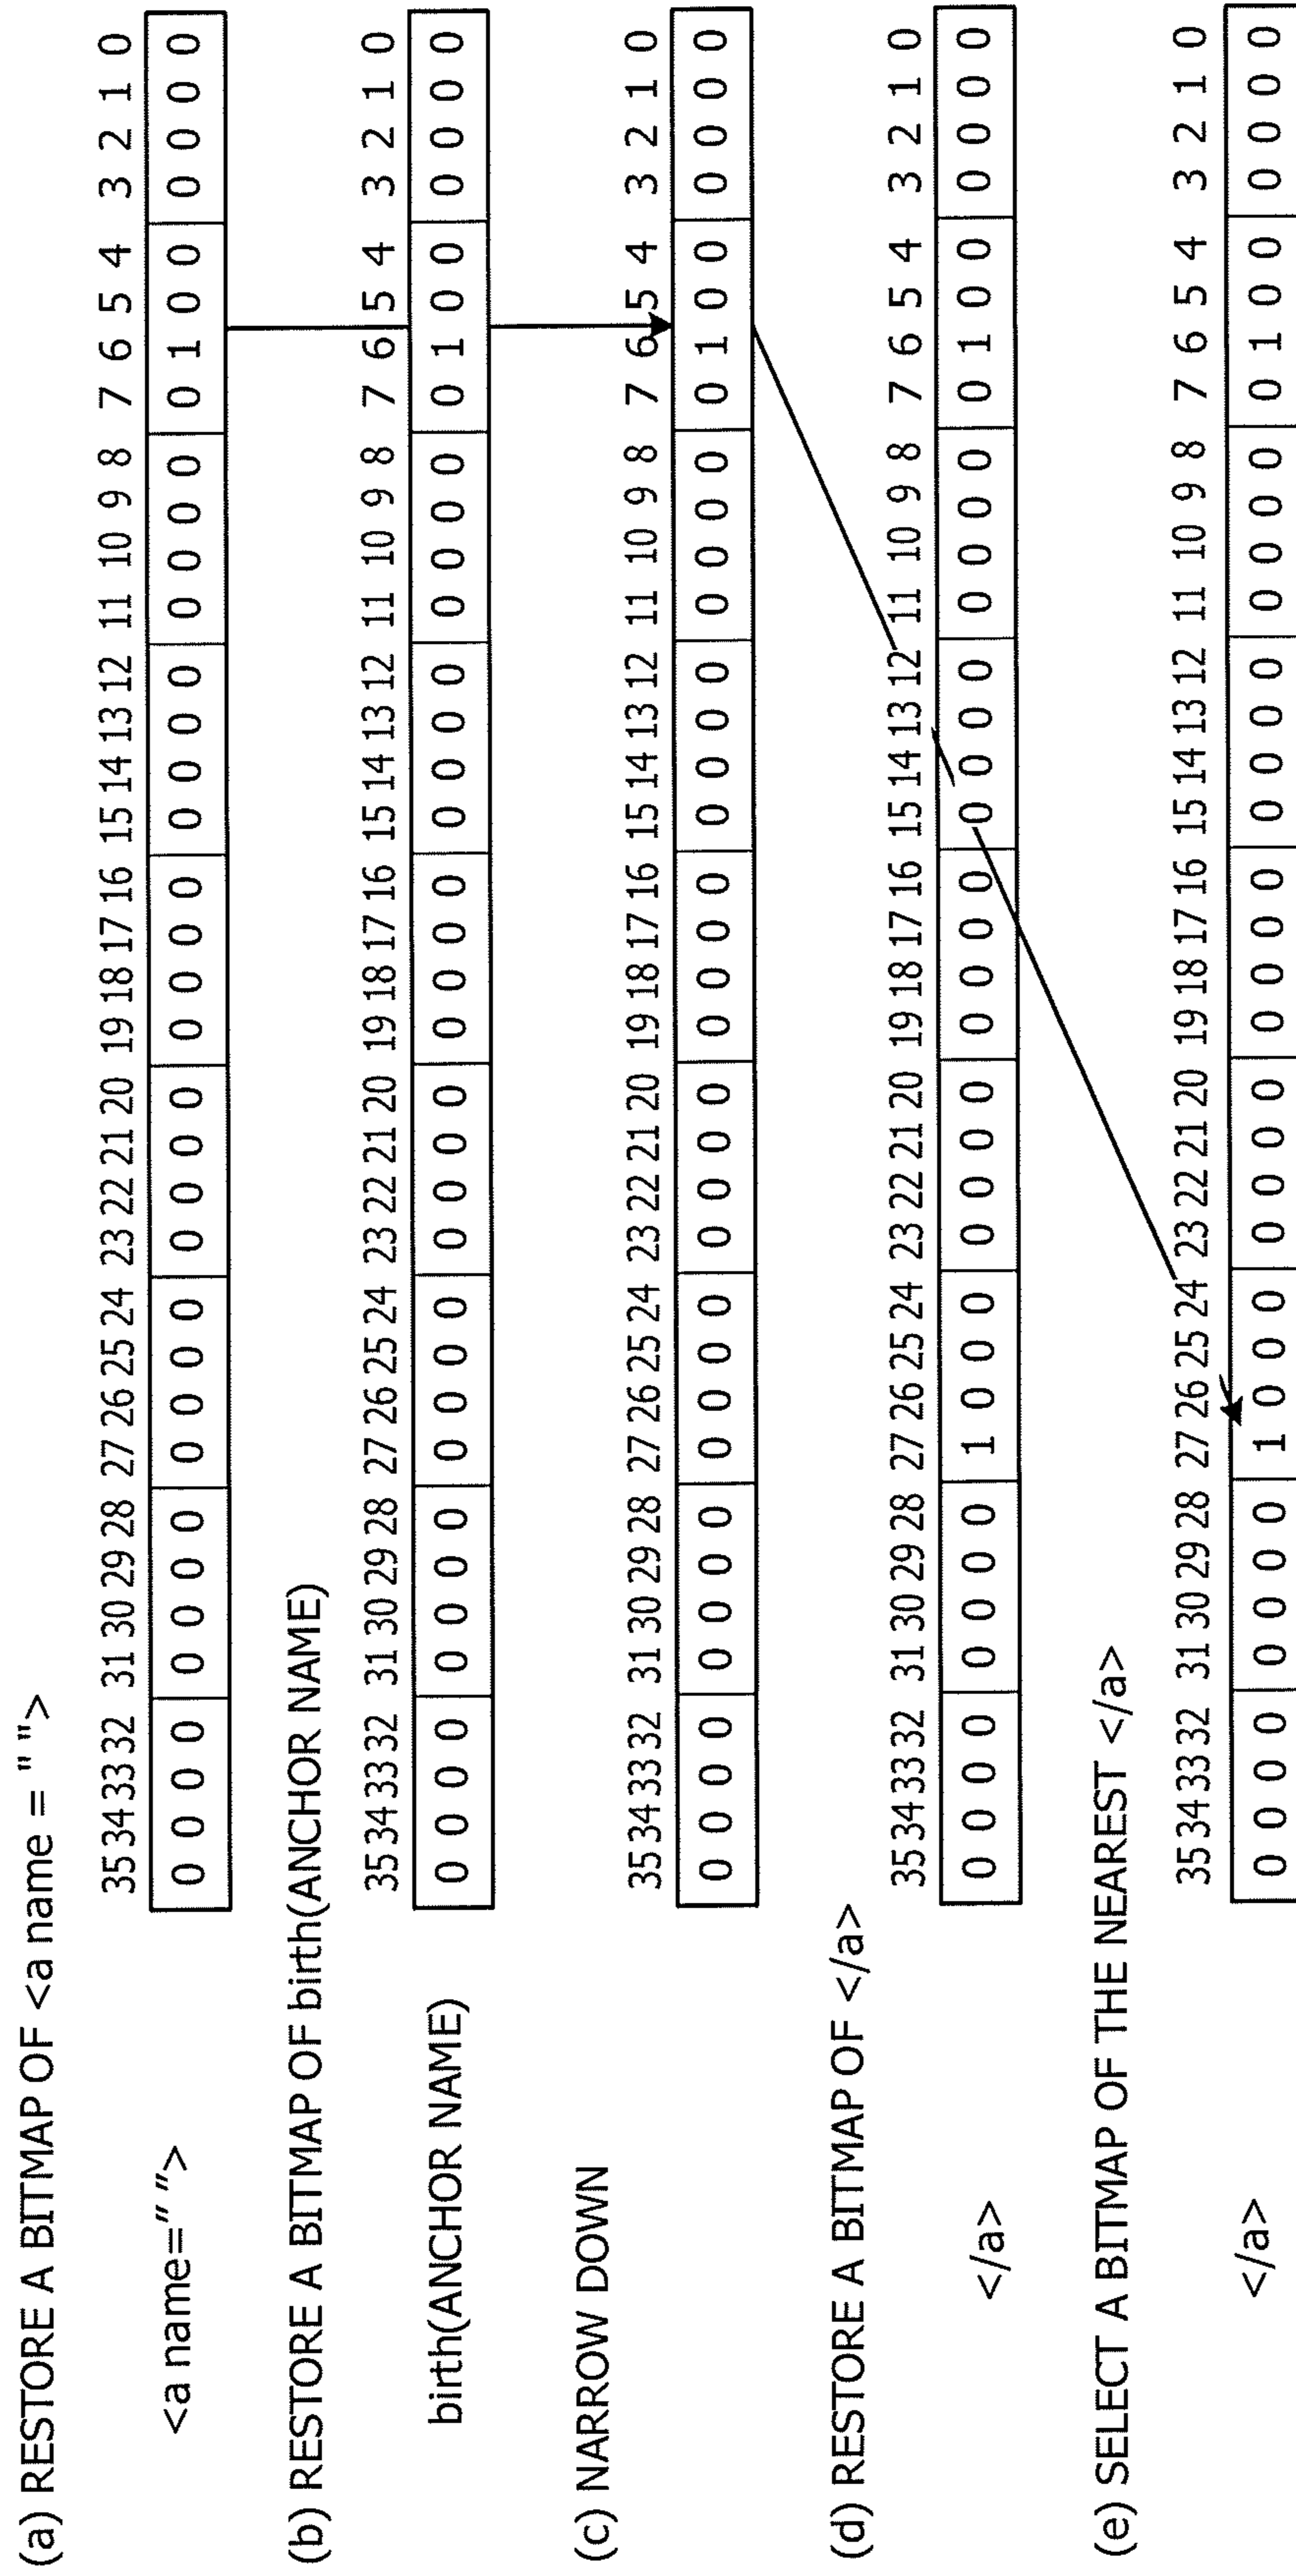 (a) RESTORE A BITMAP OF <a name = " ">
35 34 33 32 31 30 29 28 27 26 25 24 23 22 21 20 19 18 17 16 15 14 13 12 11 10 9 8 7 6 5 4 3 2 1 0
<a name=" "> 0 0 0 0 0 0 0 0 0 0 0 0 0 0 0 0 0 0 0 0 0 0 0 0 0 0 0 0 0 1 0 0 0 0 0 0
(b) RESTORE A BITMAP OF birth(ANCHOR NAME)
35 34 33 32 31 30 29 28 27 26 25 24 23 22 21 20 19 18 17 16 15 14 13 12 11 10 9 8 7 6 5 4 3 2 1 0
birth(ANCHOR NAME) 0 0 0 0 0 0 0 0 0 0 0 0 0 0 0 0 0 0 0 0 0 0 0 0 0 0 0 0 0 1 0 0 0 0 0 0
(c) NARROW DOWN
35 34 33 32 31 30 29 28 27 26 25 24 23 22 21 20 19 18 17 16 15 14 13 12 11 10 9 8 7 6 5 4 3 2 1 0
0 0 0 0 0 0 0 0 0 0 0 0 0 0 0 0 0 0 0 0 0 0 0 0 0 0 0 0 0 1 0 0 0 0 0 0
(d) RESTORE A BITMAP OF </a>
35 34 33 32 31 30 29 28 27 26 25 24 23 22 21 20 19 18 17 16 15 14 13 12 11 10 9 8 7 6 5 4 3 2 1 0
</a> 0 0 0 0 0 0 0 0 1 0 0 0 0 0 0 0 0 0 0 0 0 0 0 0 0 0 0 0 0 1 0 0 0 0 0 0
(e) SELECT A BITMAP OF THE NEAREST </a>
35 34 33 32 31 30 29 28 27 26 25 24 23 22 21 20 19 18 17 16 15 14 13 12 11 10 9 8 7 6 5 4 3 2 1 0
</a> 0 0 0 0 0 0 0 0 1 0 0 0 0 0 0 0 0 0 0 0 0 0 0 0 0 0 0 0 0 1 0 0 0 0 0 0